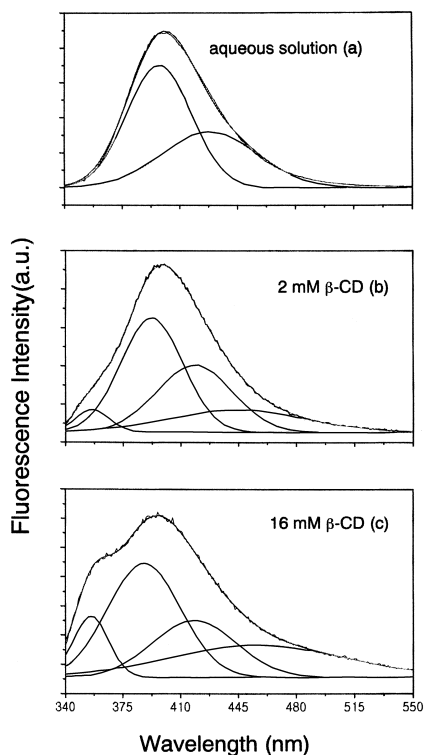 aqueous solution (a)
2 mM β-CD (b)
Fluorescence Intensity(a.u.)
16 mM β-CD (c)
340 375 410 445 480 515 550
Wavelength (nm)